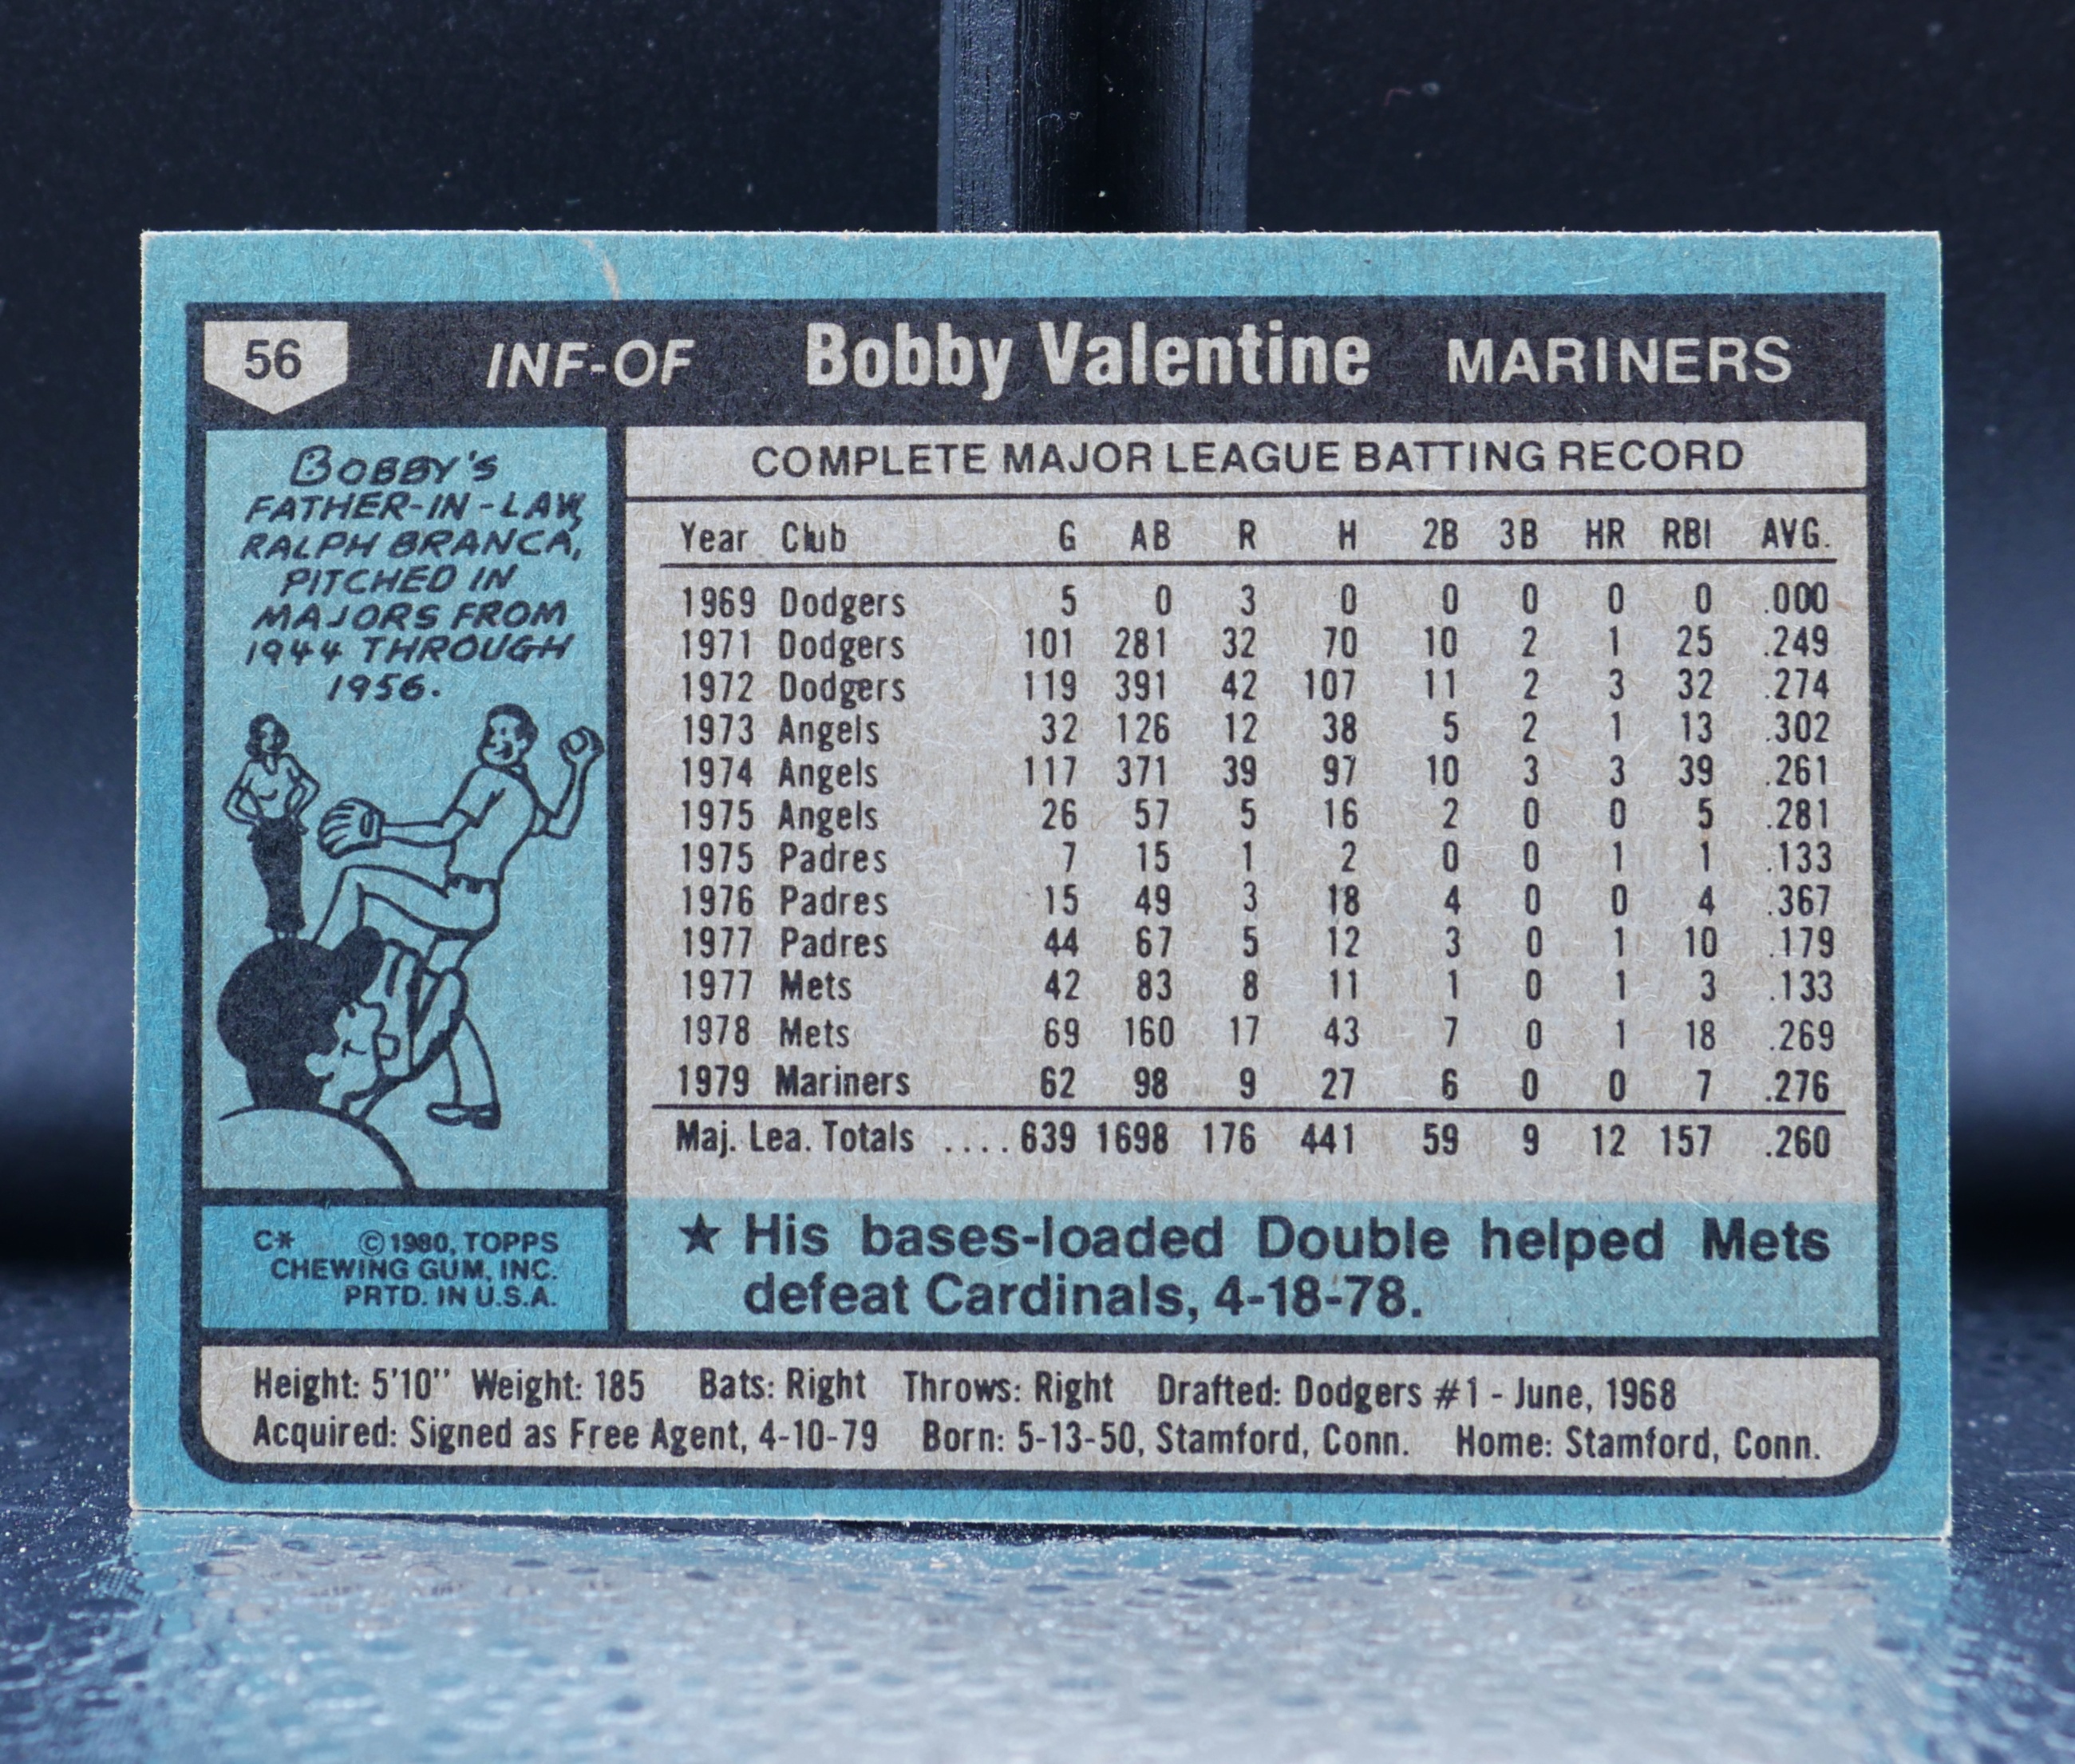 56 INF-OF Bobby Valentine MARINERS
BOBBY'S
FATHER-IN-LAW,
RALPH BRANCA,
PITCHED IN
MAJORS FROM
1944 THROUGH
1956.
C* © 1980, TOPPS
CHEWING GUM, INC.
PRTD. IN U.S.A.
COMPLETE MAJOR LEAGUE BATTING RECORD
Year Club G AB R H 2B 3B HR RBI AVG.
1969 Dodgers 5 0 3 0 0 0 0 0 .000
1971 Dodgers 101 281 32 70 10 2 1 25 .249
1972 Dodgers 119 391 42 107 11 2 3 32 .274
1973 Angels 32 126 12 38 5 2 1 13 .302
1974 Angels 117 371 39 97 10 3 3 39 .261
1975 Angels 26 57 5 16 2 0 0 5 .281
1975 Padres 7 15 1 2 0 0 1 1 .133
1976 Padres 15 49 3 18 4 0 0 4 .367
1977 Padres 44 67 5 12 3 0 1 10 .179
1977 Mets 42 83 8 11 1 0 1 3 .133
1978 Mets 69 160 17 43 7 0 1 18 .269
1979 Mariners 62 98 9 27 6 0 0 7 .276
Maj. Lea. Totals .... 639 1698 176 441 59 9 12 157 .260
★ His bases-loaded Double helped Mets
defeat Cardinals, 4-18-78.
Height: 5'10" Weight: 185 Bats: Right Throws: Right Drafted: Dodgers #1 - June, 1968
Acquired: Signed as Free Agent, 4-10-79 Born: 5-13-50, Stamford, Conn. Home: Stamford, Conn.